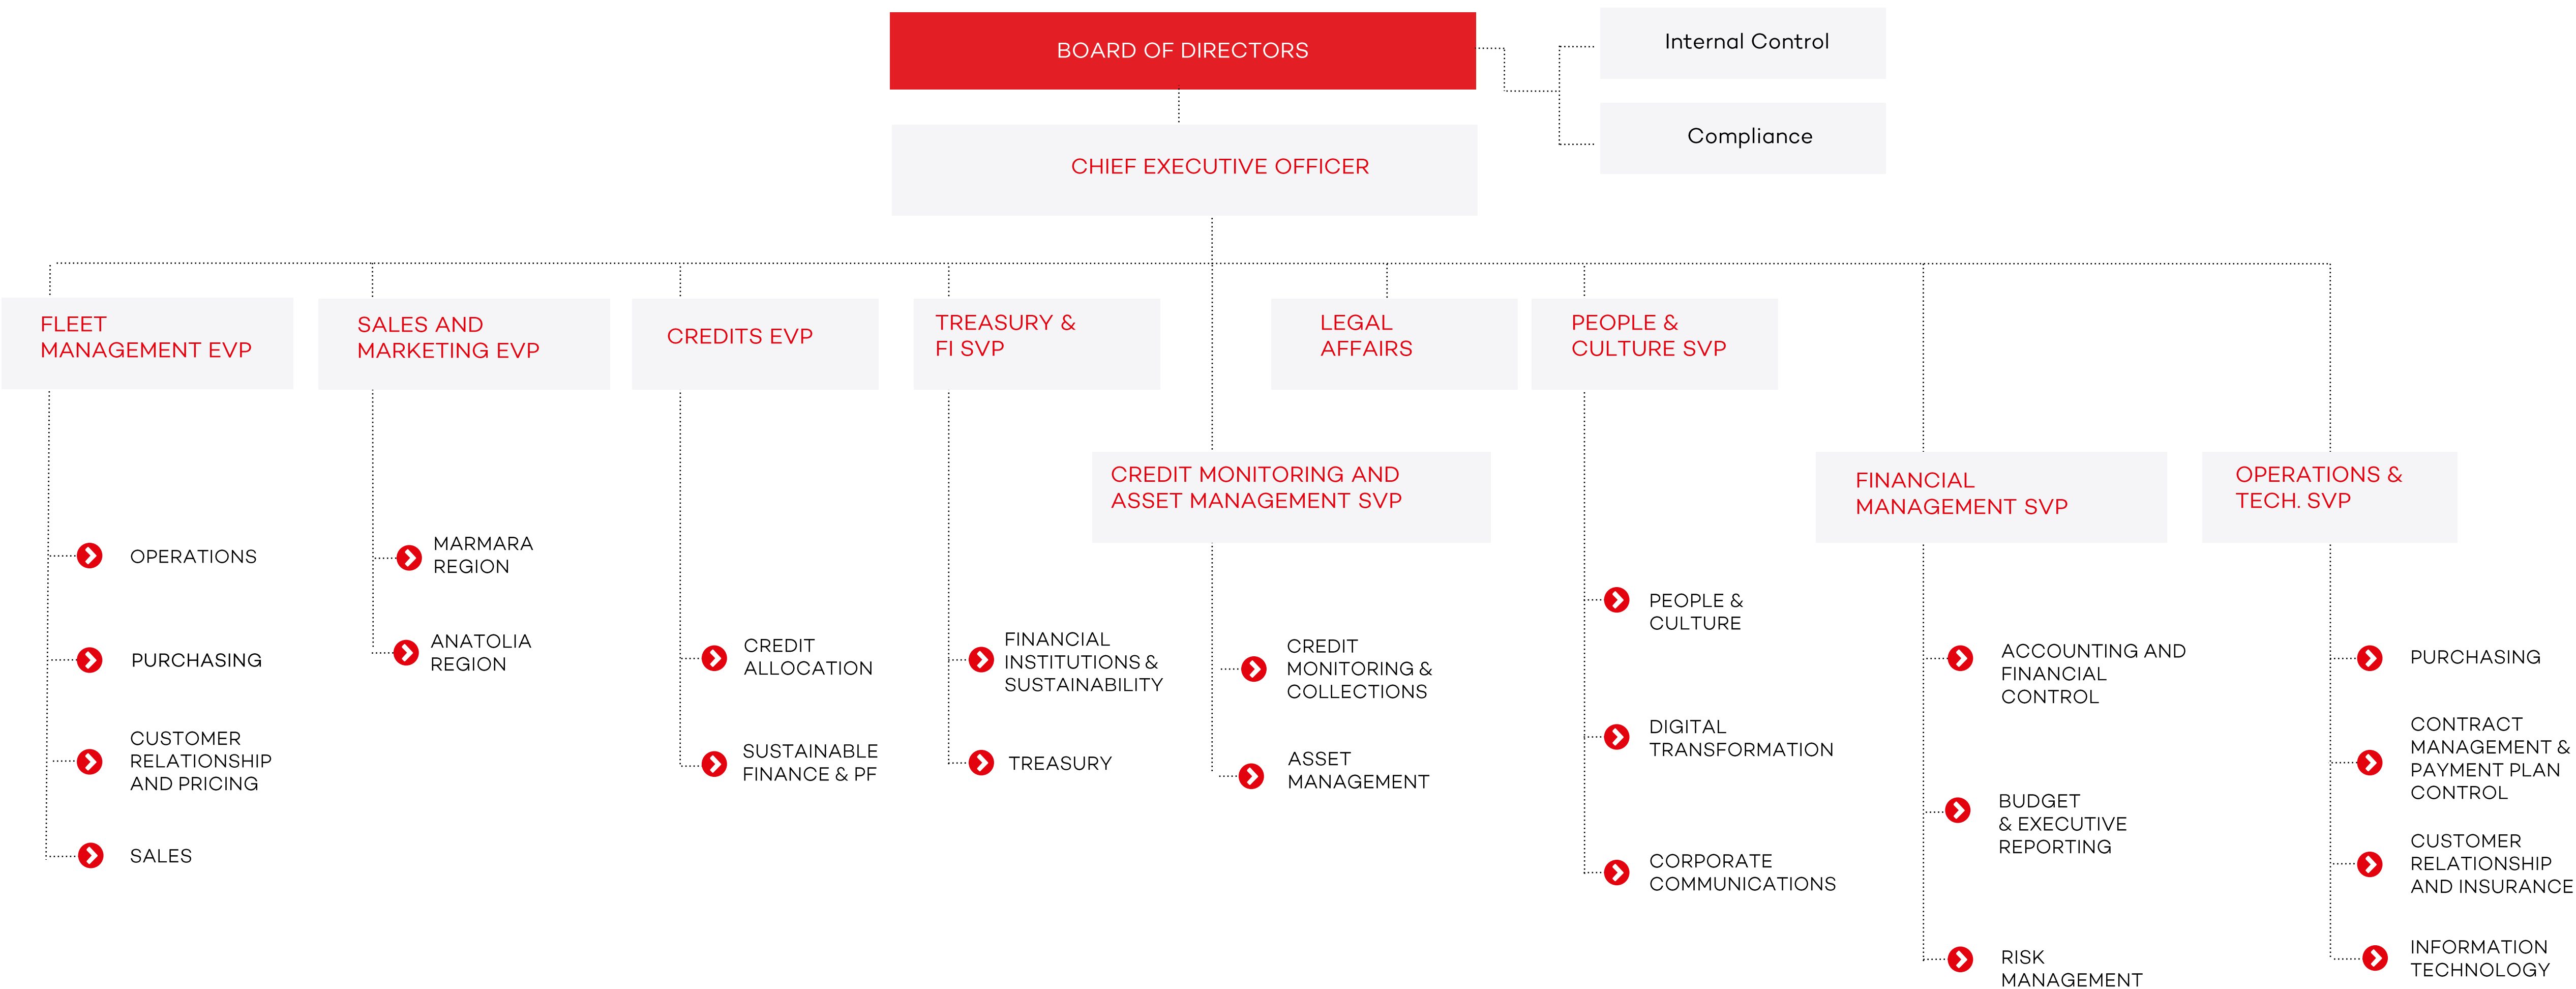 BOARD OF DIRECTORS
Internal Control
Compliance
CHIEF EXECUTIVE OFFICER
FLEET
MANAGEMENT EVP
SALES AND
MARKETING EVP
CREDITS EVP
TREASURY &
FI SVP
LEGAL
AFFAIRS
PEOPLE &
CULTURE SVP
CREDIT MONITORING AND
ASSET MANAGEMENT SVP
FINANCIAL
MANAGEMENT SVP
OPERATIONS &
TECH. SVP
OPERATIONS
PURCHASING
CUSTOMER
RELATIONSHIP
AND PRICING
SALES
MARMARA
REGION
ANATOLIA
REGION
CREDIT
ALLOCATION
SUSTAINABLE
FINANCE & PF
FINANCIAL
INSTITUTIONS &
SUSTAINABILITY
TREASURY
CREDIT
MONITORING &
COLLECTIONS
ASSET
MANAGEMENT
PEOPLE &
CULTURE
DIGITAL
TRANSFORMATION
CORPORATE
COMMUNICATIONS
ACCOUNTING AND
FINANCIAL
CONTROL
BUDGET
& EXECUTIVE
REPORTING
RISK
MANAGEMENT
PURCHASING
CONTRACT
MANAGEMENT &
PAYMENT PLAN
CONTROL
CUSTOMER
RELATIONSHIP
AND INSURANCE
INFORMATION
TECHNOLOGY